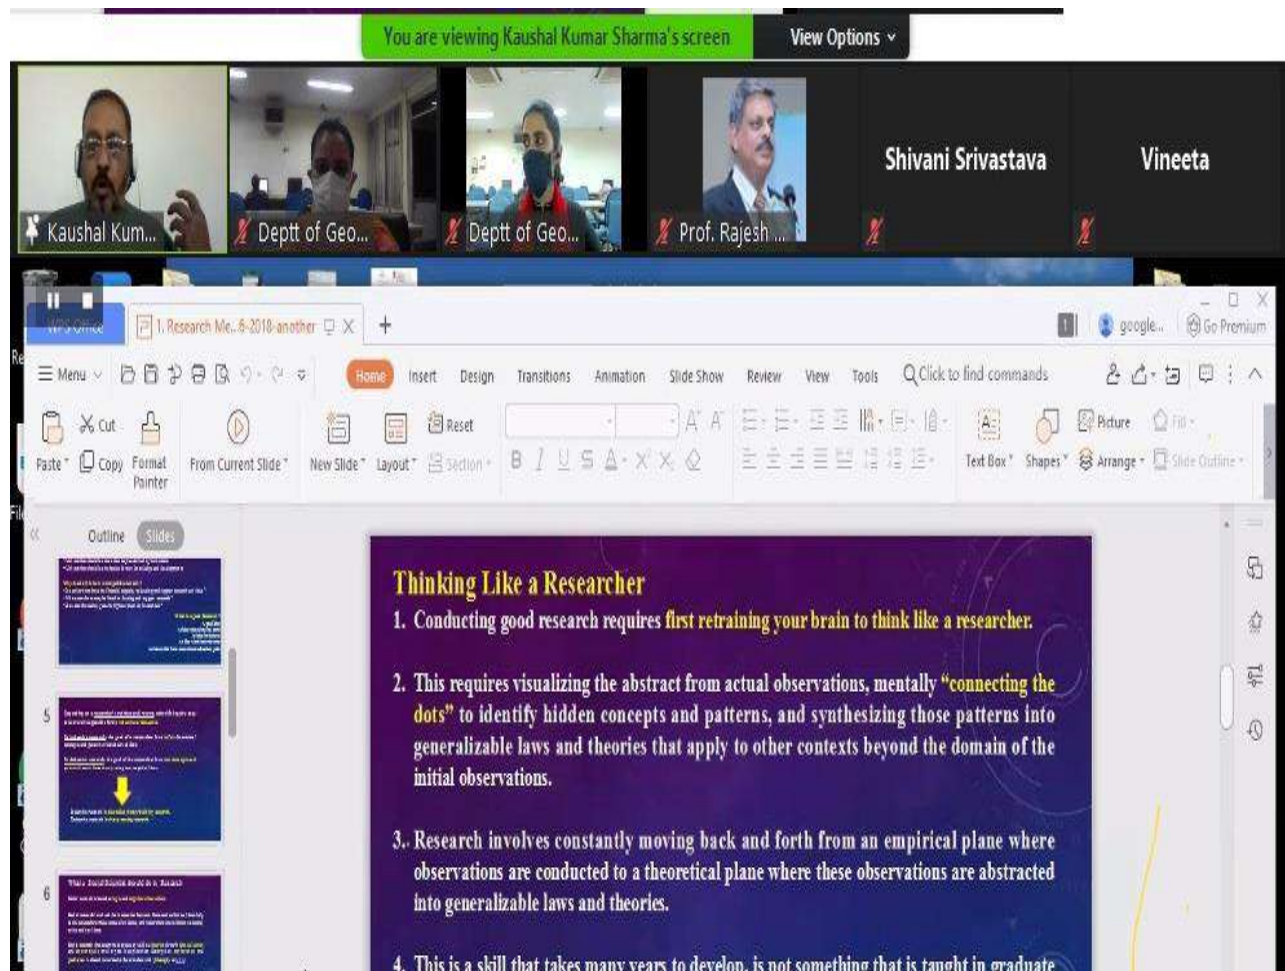 You are viewing Kaushal Kumar Sharma's screen
View Options
Kaushal Kum...
Deptt of Geo...
Deptt of Geo...
Prof. Rajesh ...
Shivani Srivastava
Vineeta
WPS Office
1. Research Me...6-2018-another
1
google...
Go Premium
Menu
Home
Insert
Design
Transitions
Animation
Slide Show
Review
View
Tools
Click to find commands
Paste
Cut
Copy
Format
Painter
From Current Slide
New Slide
Layout
Reset
Section
B I U S A X² X₂
Text Box
Shapes
Picture
Arrange
Fill
Slide Outline
Outline
Slides
5
6
Thinking Like a Researcher
1. Conducting good research requires first retraining your brain to think like a researcher.
2. This requires visualizing the abstract from actual observations, mentally “connecting the
dots” to identify hidden concepts and patterns, and synthesizing those patterns into
generalizable laws and theories that apply to other contexts beyond the domain of the
initial observations.
3. Research involves constantly moving back and forth from an empirical plane where
observations are conducted to a theoretical plane where these observations are abstracted
into generalizable laws and theories.
4. This is a skill that takes many years to develop, is not something that is taught in graduate